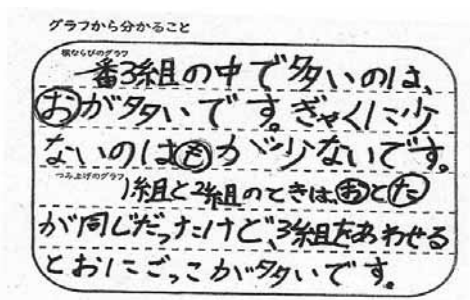 グラフから分かること
横ならびのグラフ
一番3組の中で多いのは、
おが多いです。ぎゃくに少
ないのはもが少ないです。
つみ上げのグラフ
1組と2組のときは、おとた
が同じだったけど、3組をあわせる
とおにごっこが多いです。